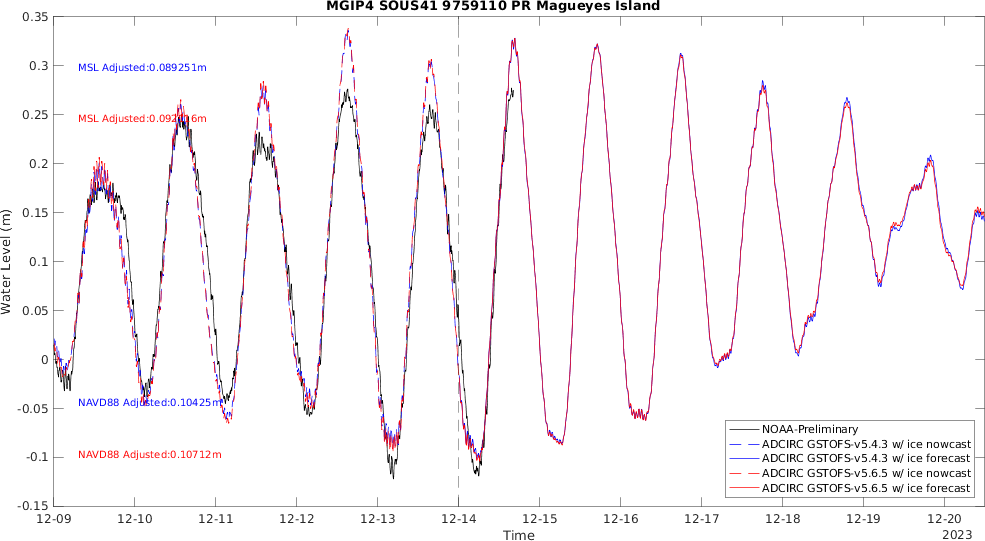 MGIP4 SOUS41 9759110 PR Magueyes Island
Water Level (m)
0.35
0.3
0.25
0.2
0.15
0.1
0.05
0
-0.05
-0.1
-0.15
MSL Adjusted:0.089251m
MSL Adjusted:
NAVD88 Adjusted:0.10425m
NAVD88 Adjusted:0.10712m
NOAA-Preliminary
ADCIRC GSTOFS-v5.4.3 w/ ice nowcast
ADCIRC GSTOFS-v5.4.3 w/ ice forecast
ADCIRC GSTOFS-v5.6.5 w/ ice nowcast
ADCIRC GSTOFS-v5.6.5 w/ ice forecast
12-09 12-10 12-11 12-12 12-13 12-14 12-15 12-16 12-17 12-18 12-19 12-20
Time
2023